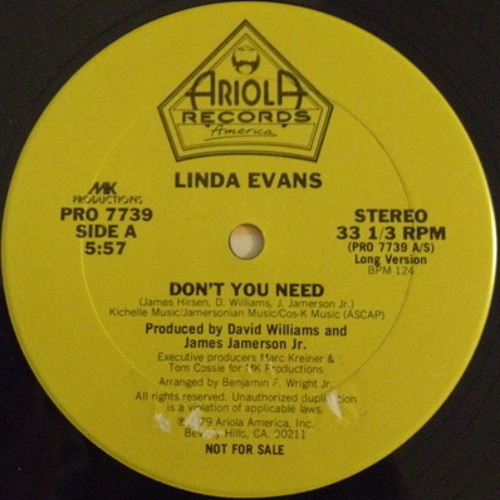 ARIOLA
RECORDS
America
LINDA EVANS
MK
PRODUCTIONS
PRO 7739
SIDE A
5:57
STEREO
33 1/3 RPM
(PRO 7739 A/S)
Long Version
BPM 124
DON'T YOU NEED
(James Hirsen, D. Williams, J. Jamerson Jr.)
Kichelle Music/Jamersonian Music/Cos-K Music (ASCAP)
Produced by David Williams and
James Jamerson Jr.
Executive producers Marc Kreiner &
Tom Cossie for MK Productions
Arranged by Benjamin F. Wright Jr.
All rights reserved. Unauthorized duplication
is a violation of applicable laws.
℗ 1979 Ariola America, Inc.
Beverly Hills, CA. 90211
NOT FOR SALE